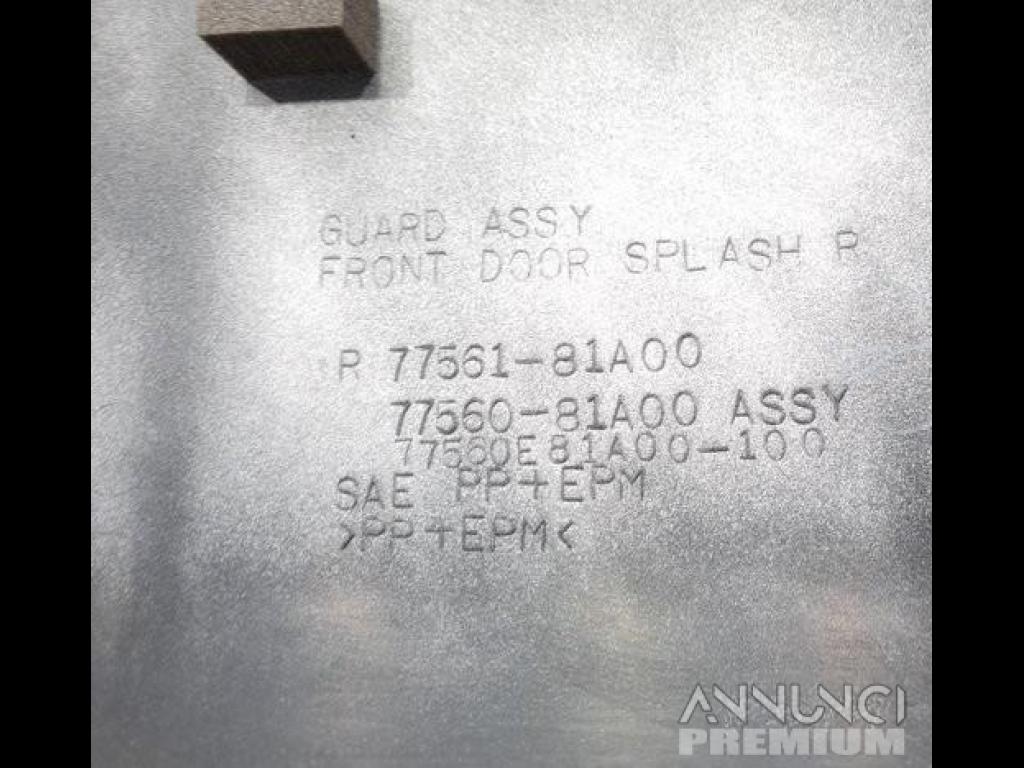 GUARD ASSY
FRONT DOOR SPLASH R
R 77561-81A00
77560-81A00 ASSY
77560E81A00-100
SAE PP+EPM
>PP+EPM<
ANNUNCI
PREMIUM